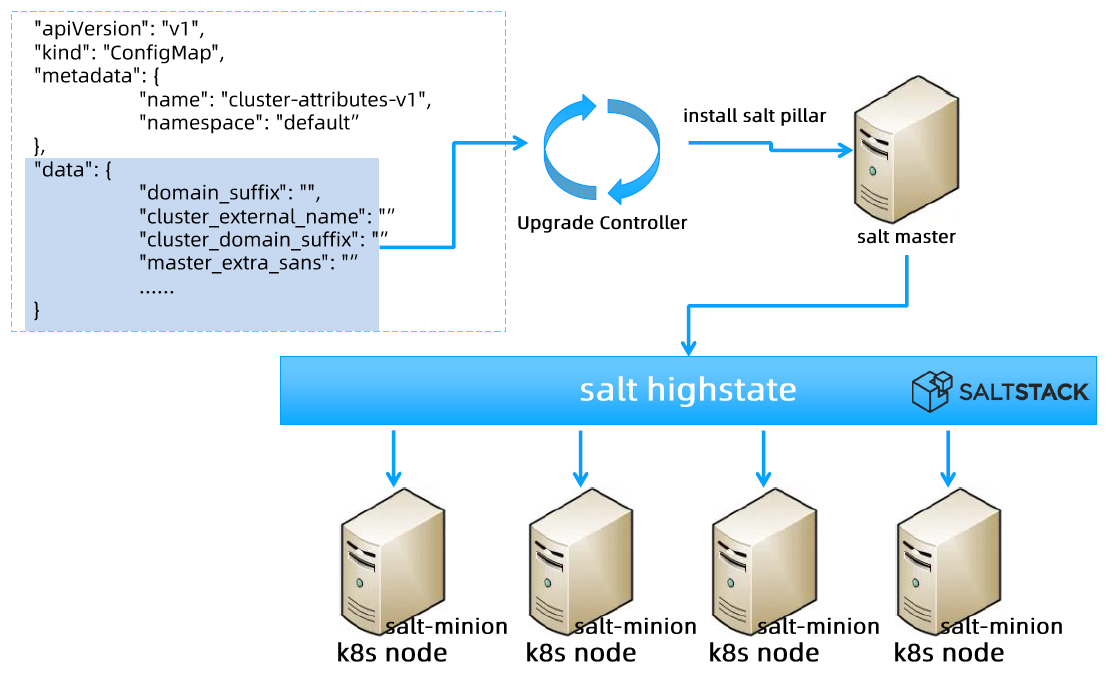 "apiVersion": "v1",
"kind": "ConfigMap",
"metadata": {
"name": "cluster-attributes-v1",
"namespace": "default”
},
"data": {
"domain_suffix": "",
"cluster_external_name": "”
"cluster_domain_suffix": "”
"master_extra_sans": "”
......
}
Upgrade Controller
install salt pillar
salt master
salt highstate
SALTSTACK
salt-minion
k8s node
salt-minion
k8s node
salt-minion
k8s node
salt-minion
k8s node